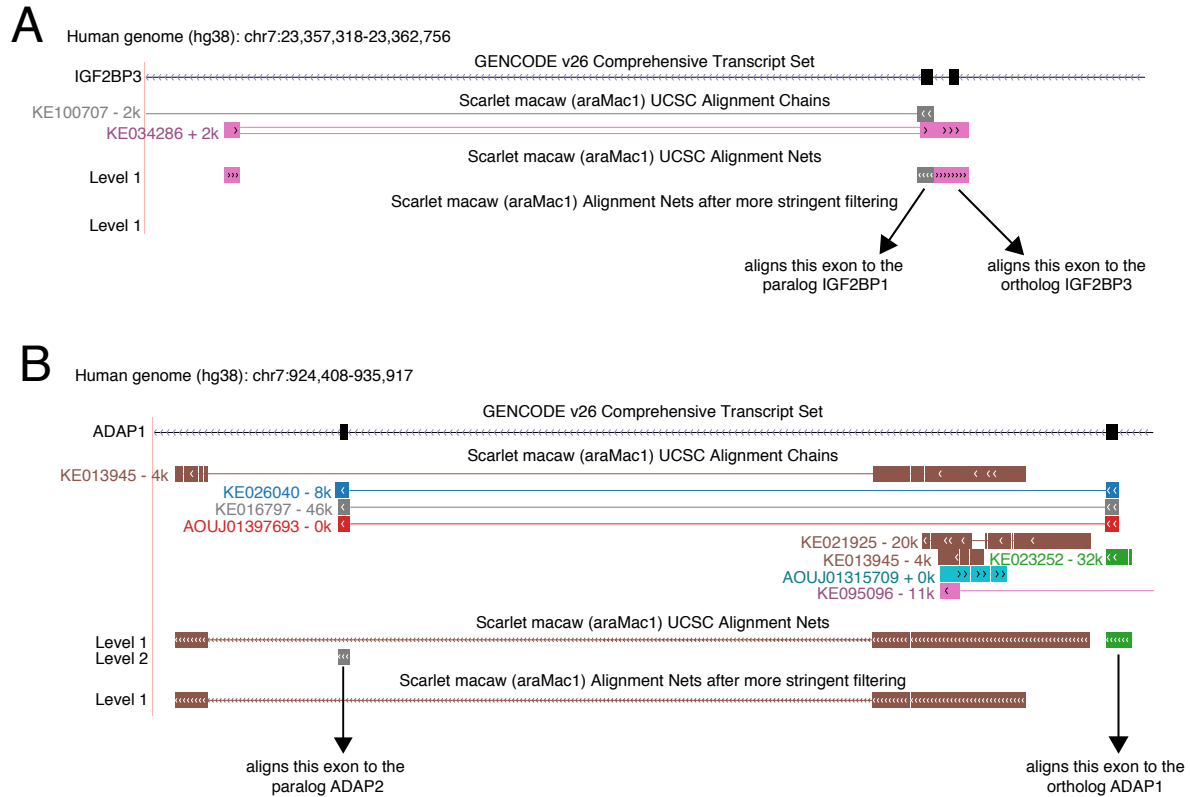 A
Human genome (hg38): chr7:23,357,318-23,362,756
GENCODE v26 Comprehensive Transcript Set
IGF2BP3
Scarlet macaw (araMac1) UCSC Alignment Chains
KE100707 - 2k
KE034286 + 2k
Scarlet macaw (araMac1) UCSC Alignment Nets
Level 1
Scarlet macaw (araMac1) Alignment Nets after more stringent filtering
Level 1
aligns this exon to the
paralog IGF2BP1
aligns this exon to the
ortholog IGF2BP3
B
Human genome (hg38): chr7:924,408-935,917
GENCODE v26 Comprehensive Transcript Set
ADAP1
Scarlet macaw (araMac1) UCSC Alignment Chains
KE013945 - 4k
KE026040 - 8k
KE016797 - 46k
AOUJ01397693 - 0k
KE021925 - 20k
KE013945 - 4k
KE023252 - 32k
AOUJ01315709 + 0k
KE095096 - 11k
Scarlet macaw (araMac1) UCSC Alignment Nets
Level 1
Level 2
Scarlet macaw (araMac1) Alignment Nets after more stringent filtering
Level 1
aligns this exon to the
paralog ADAP2
aligns this exon to the
ortholog ADAP1